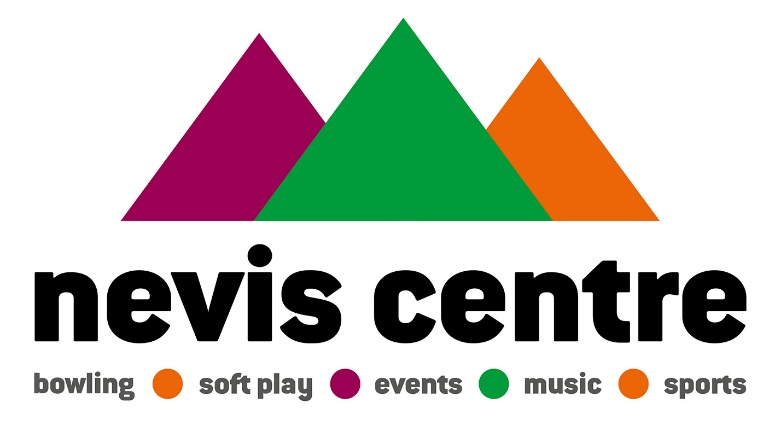 nevis centre
bowling ● soft play ● events ● music ● sports